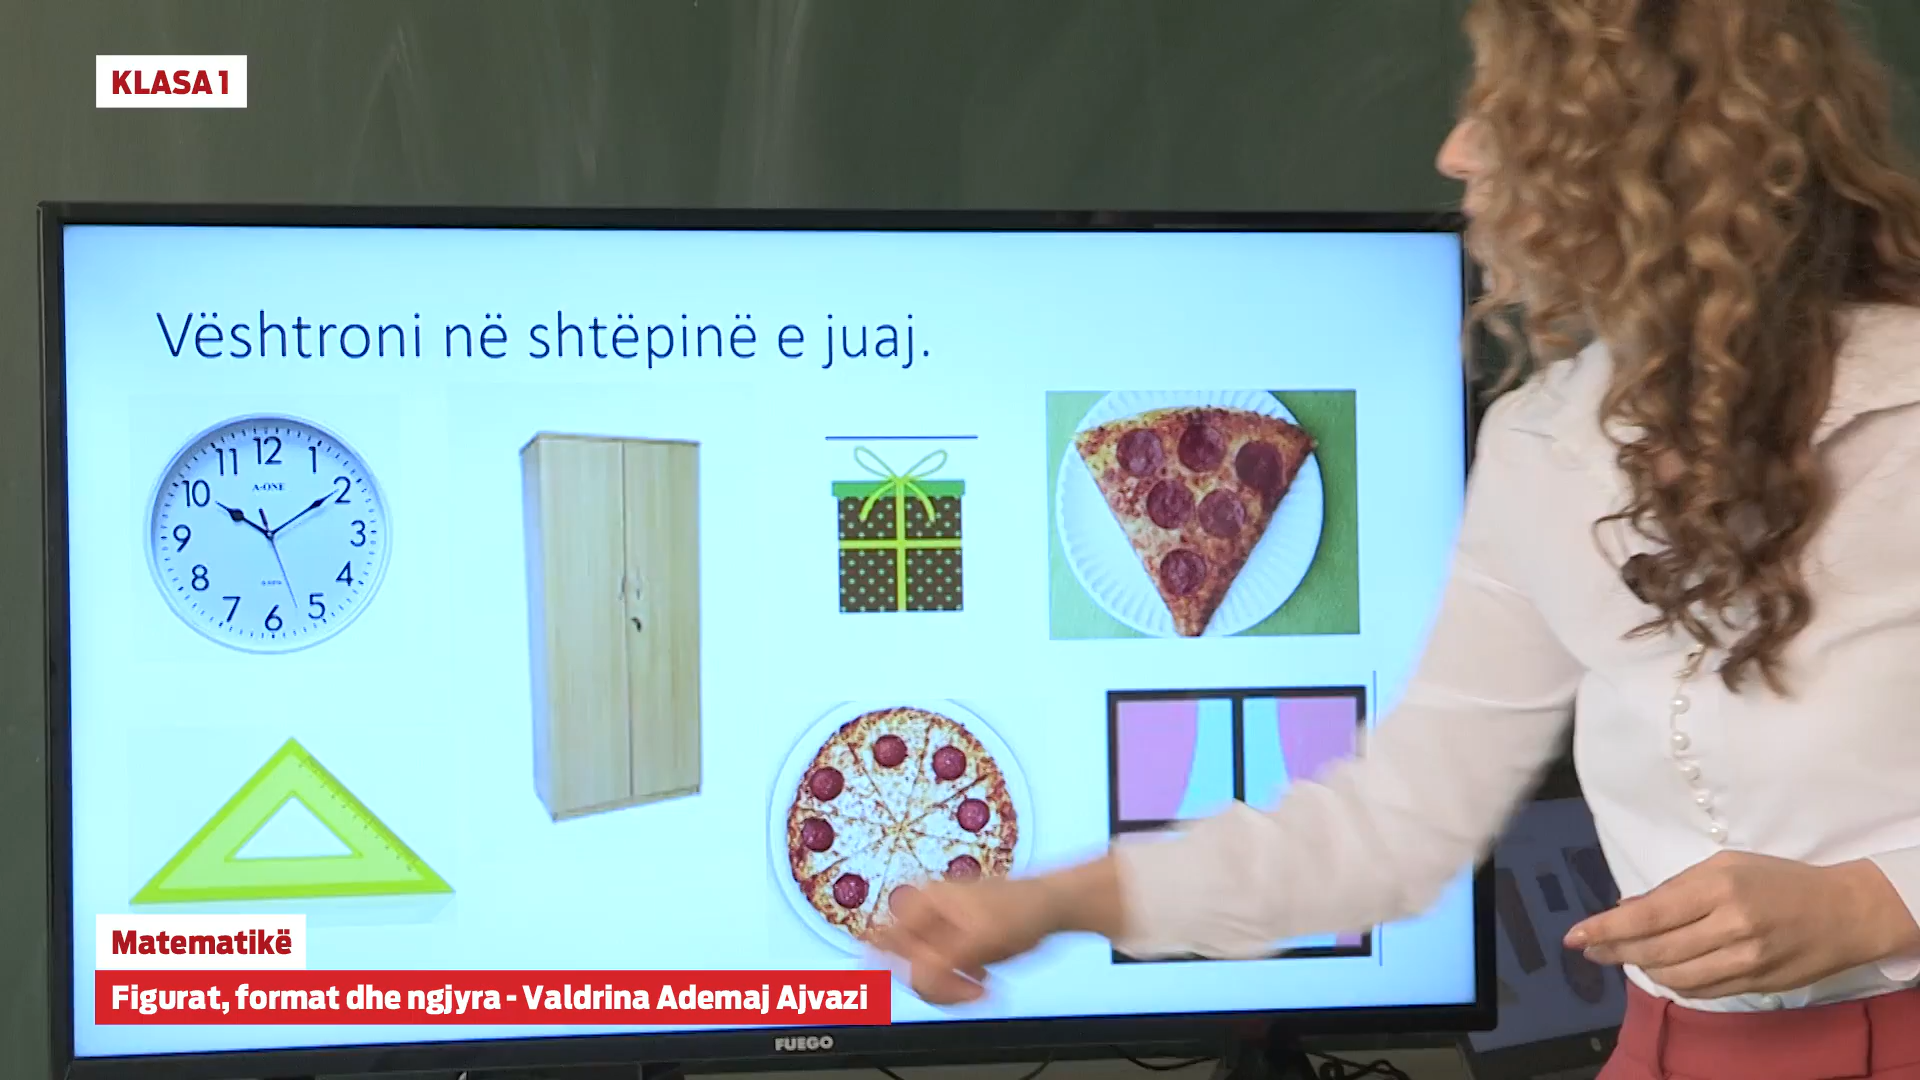 KLASA 1
Vështroni në shtëpinë e juaj.
12
11 1
10 2
A-ONE
9 3
8 4
7 5
6
Matematikë
Figurat, format dhe ngjyra - Valdrina Ademaj Ajvazi
FUEGO